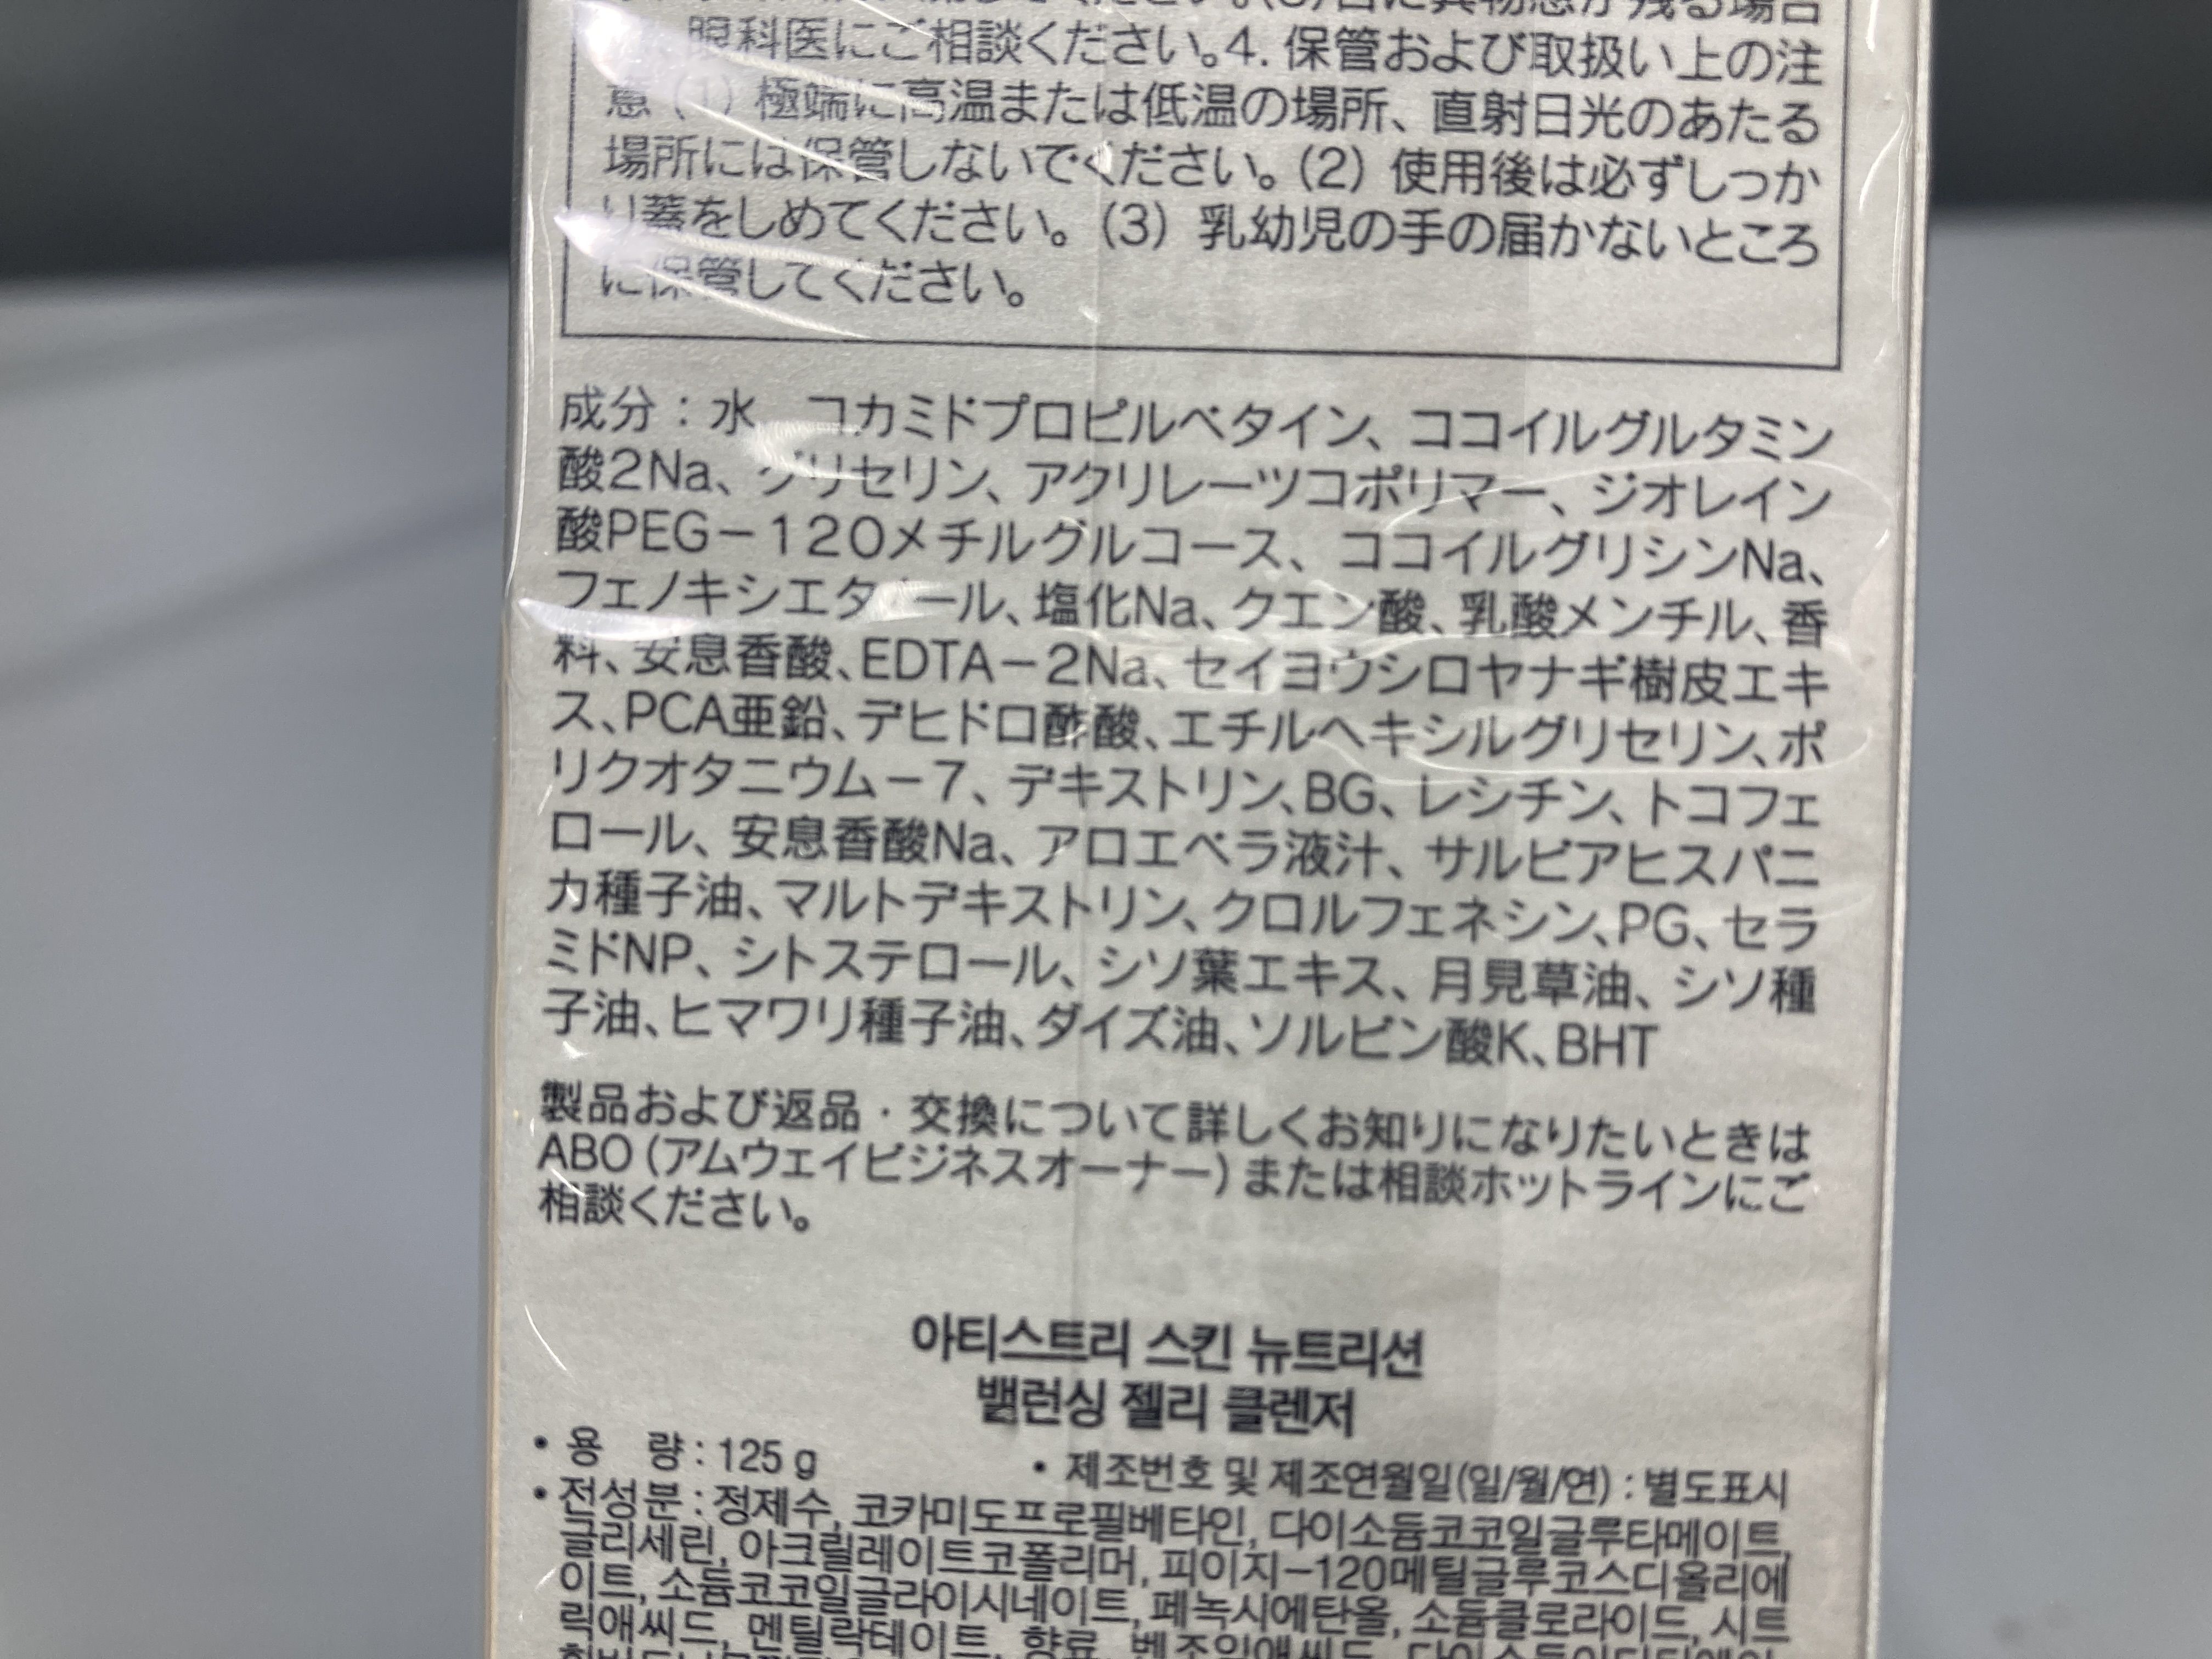 眼科医にご相談ください。4. 保管および取扱い上の注
意 (1) 極端に高温または低温の場所、直射日光のあたる
場所には保管しないでください。(2) 使用後は必ずしっか
り蓋をしめてください。(3) 乳幼児の手の届かないところ
に保管してください。
成分：水、コカミドプロピルベタイン、ココイルグルタミン
酸2Na、グリセリン、アクリレーツコポリマー、ジオレイン
酸PEG－120メチルグルコース、ココイルグリシンNa、
フェノキシエタノール、塩化Na、クエン酸、乳酸メンチル、香
料、安息香酸、EDTA－2Na、セイヨウシロヤナギ樹皮エキ
ス、PCA亜鉛、デヒドロ酢酸、エチルヘキシルグリセリン、ポ
リクオタニウム－7、デキストリン、BG、レシチン、トコフェ
ロール、安息香酸Na、アロエベラ液汁、サルビアヒスパニ
カ種子油、マルトデキストリン、クロルフェネシン、PG、セラ
ミドNP、シトステロール、シソ葉エキス、月見草油、シソ種
子油、ヒマワリ種子油、ダイズ油、ソルビン酸K、BHT
製品および返品・交換について詳しくお知りになりたいときは
ABO（アムウェイビジネスオーナー）または相談ホットラインにご
相談ください。
아티스트리 스킨 뉴트리션
밸런싱 젤리 클렌저
• 용 량 : 125 g • 제조번호 및 제조연월일(일/월/연) : 별도표시
• 전성분 : 정제수, 코카미도프로필베타인, 다이소듐코코일글루타메이트,
글리세린, 아크릴레이트코폴리머, 피이지-120메틸글루코스디올리에
이트, 소듐코코일글라이시네이트, 페녹시에탄올, 소듐클로라이드, 시트
릭애씨드, 멘틸락테이트, 향료, 벤조익애씨드,